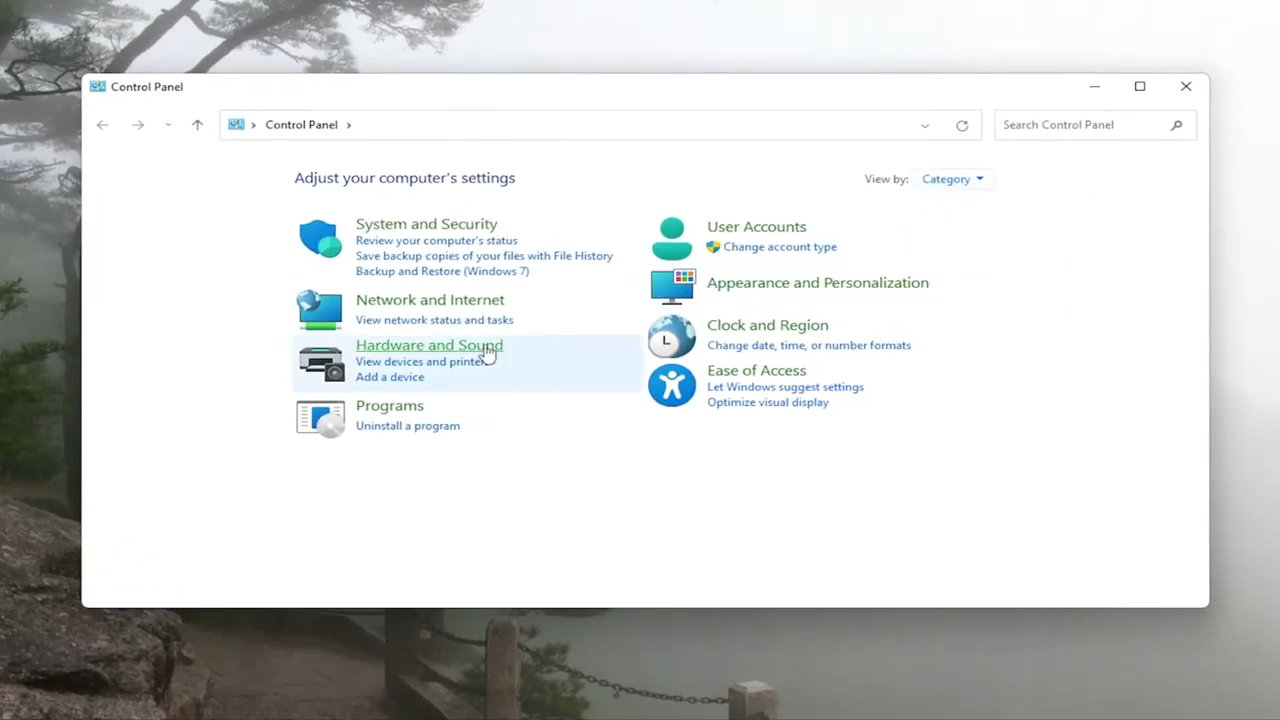 Control Panel
Control Panel
Search Control Panel
Adjust your computer's settings
View by: Category
System and Security
Review your computer's status
Save backup copies of your files with File History
Backup and Restore (Windows 7)
Network and Internet
View network status and tasks
Hardware and Sound
View devices and printers
Add a device
Programs
Uninstall a program
User Accounts
Change account type
Appearance and Personalization
Clock and Region
Change date, time, or number formats
Ease of Access
Let Windows suggest settings
Optimize visual display